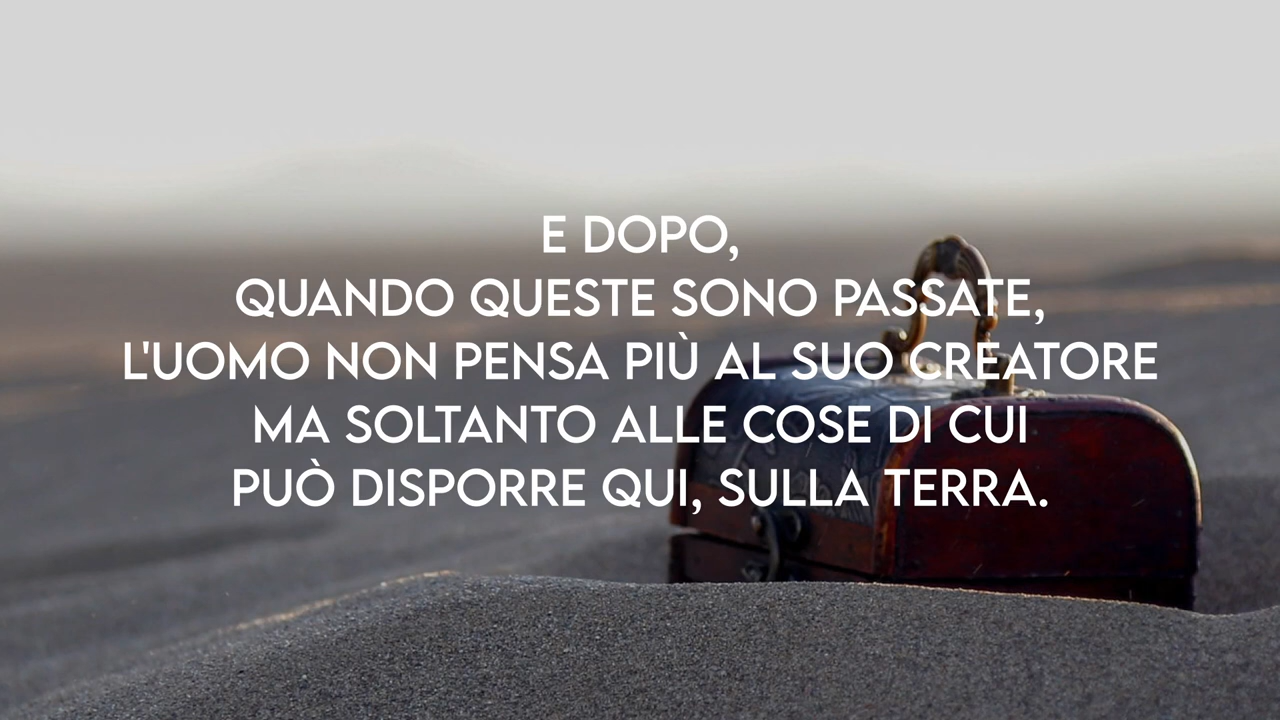 E DOPO,
QUANDO QUESTE SONO PASSATE,
L'UOMO NON PENSA PIÙ AL SUO CREATORE
MA SOLTANTO ALLE COSE DI CUI
PUÒ DISPORRE QUI, SULLA TERRA.